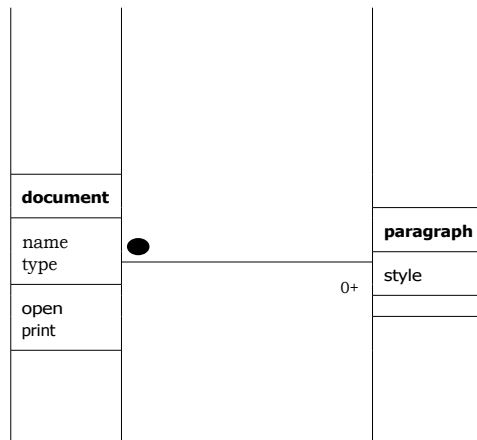 document
name
type
open
print
0+
paragraph
style